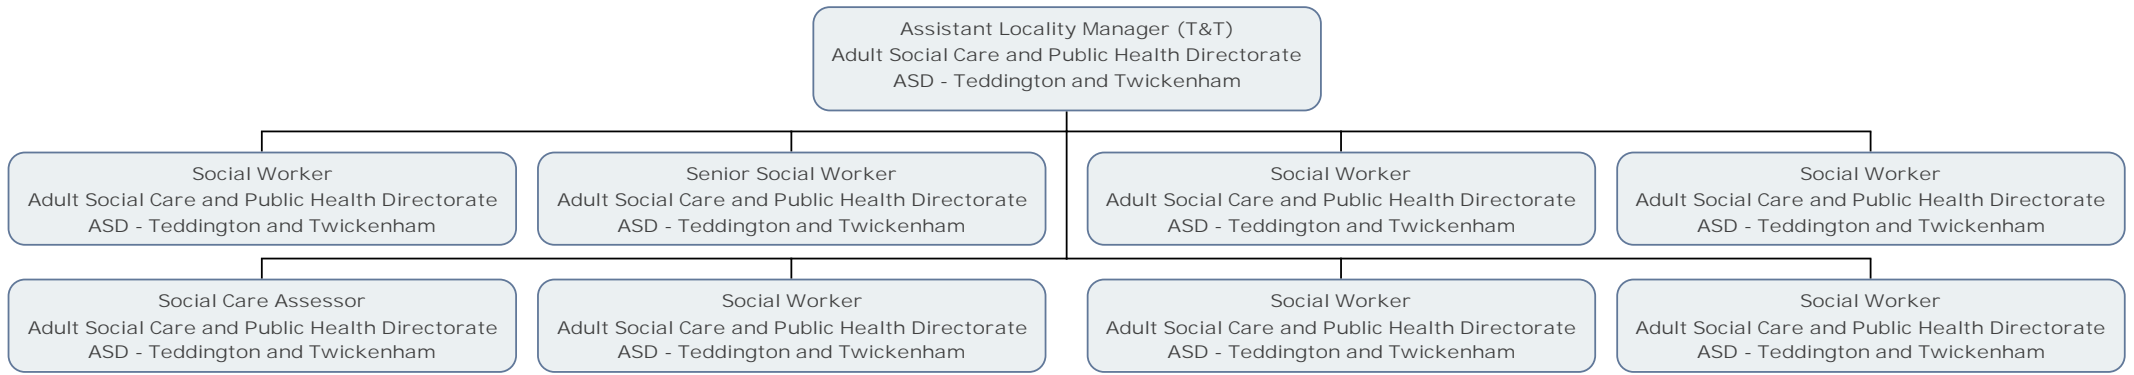 Assistant Locality Manager (T&T)
Adult Social Care and Public Health Directorate
ASD - Teddington and Twickenham
Social Worker
Adult Social Care and Public Health Directorate
ASD - Teddington and Twickenham
Senior Social Worker
Adult Social Care and Public Health Directorate
ASD - Teddington and Twickenham
Social Worker
Adult Social Care and Public Health Directorate
ASD - Teddington and Twickenham
Social Worker
Adult Social Care and Public Health Directorate
ASD - Teddington and Twickenham
Social Care Assessor
Adult Social Care and Public Health Directorate
ASD - Teddington and Twickenham
Social Worker
Adult Social Care and Public Health Directorate
ASD - Teddington and Twickenham
Social Worker
Adult Social Care and Public Health Directorate
ASD - Teddington and Twickenham
Social Worker
Adult Social Care and Public Health Directorate
ASD - Teddington and Twickenham